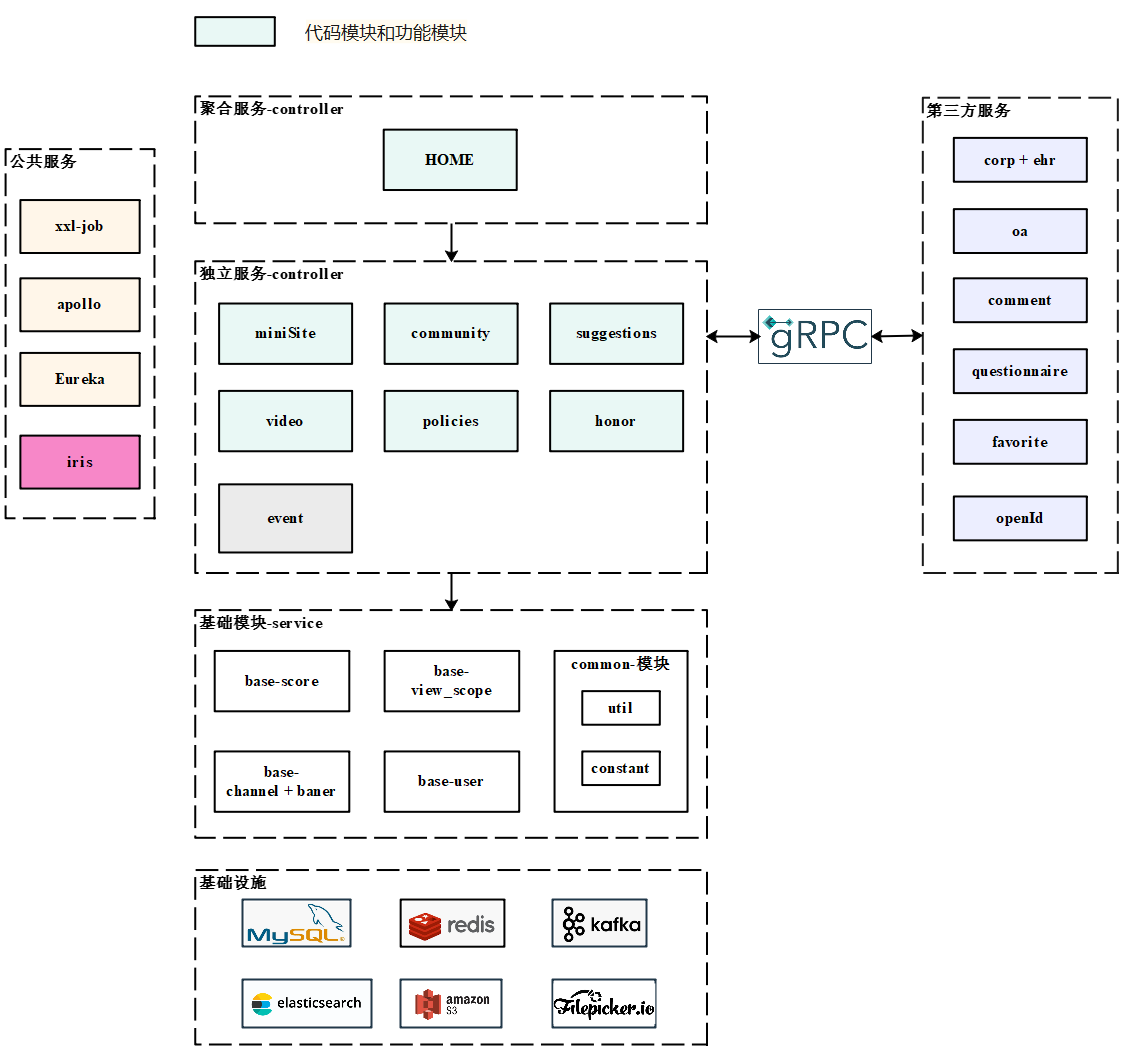 代码模块和功能模块
聚合服务-controller
HOME
公共服务
xxl-job
apollo
Eureka
iris
独立服务-controller
miniSite
community
suggestions
video
policies
honor
event
gRPC
第三方服务
corp + ehr
oa
comment
questionnaire
favorite
openId
基础模块-service
base-score
base-
view_scope
base-
channel + baner
base-user
common-模块
util
constant
基础设施
MySQL
redis
kafka
elasticsearch
amazon
S3
Filepicker.io